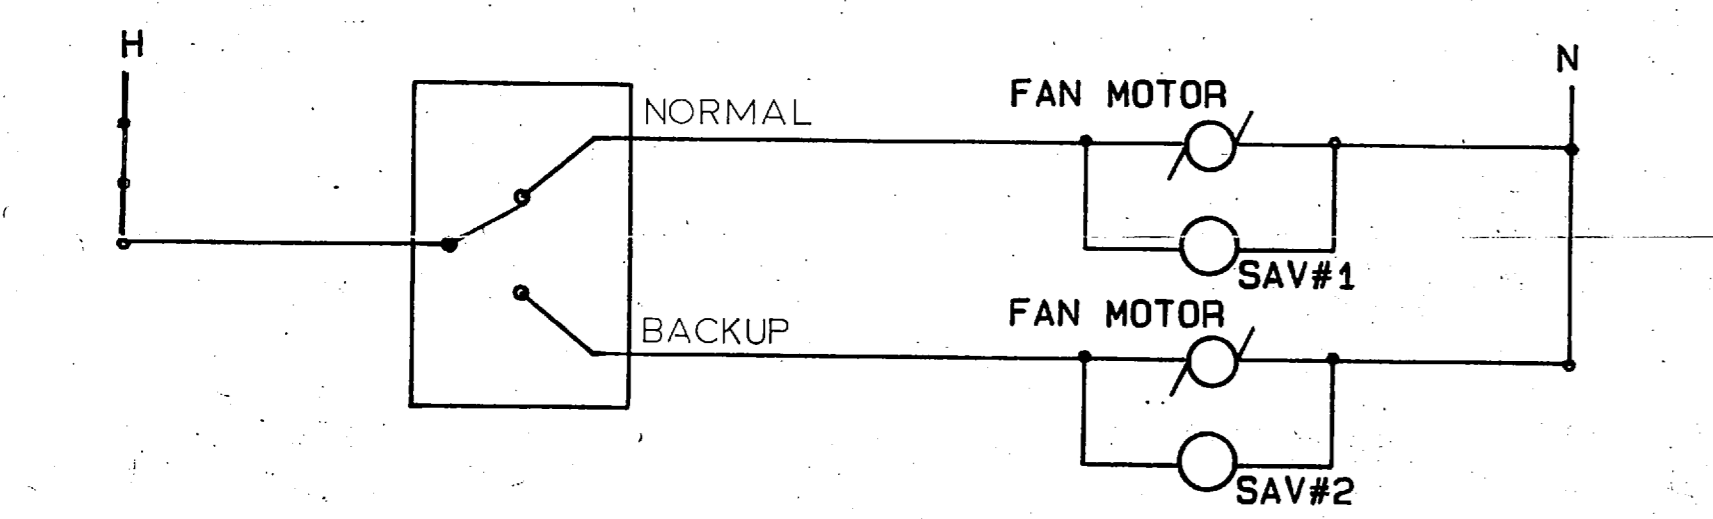 H
N
FAN MOTOR
NORMAL
SAV#1
FAN MOTOR
BACKUP
SAV#2